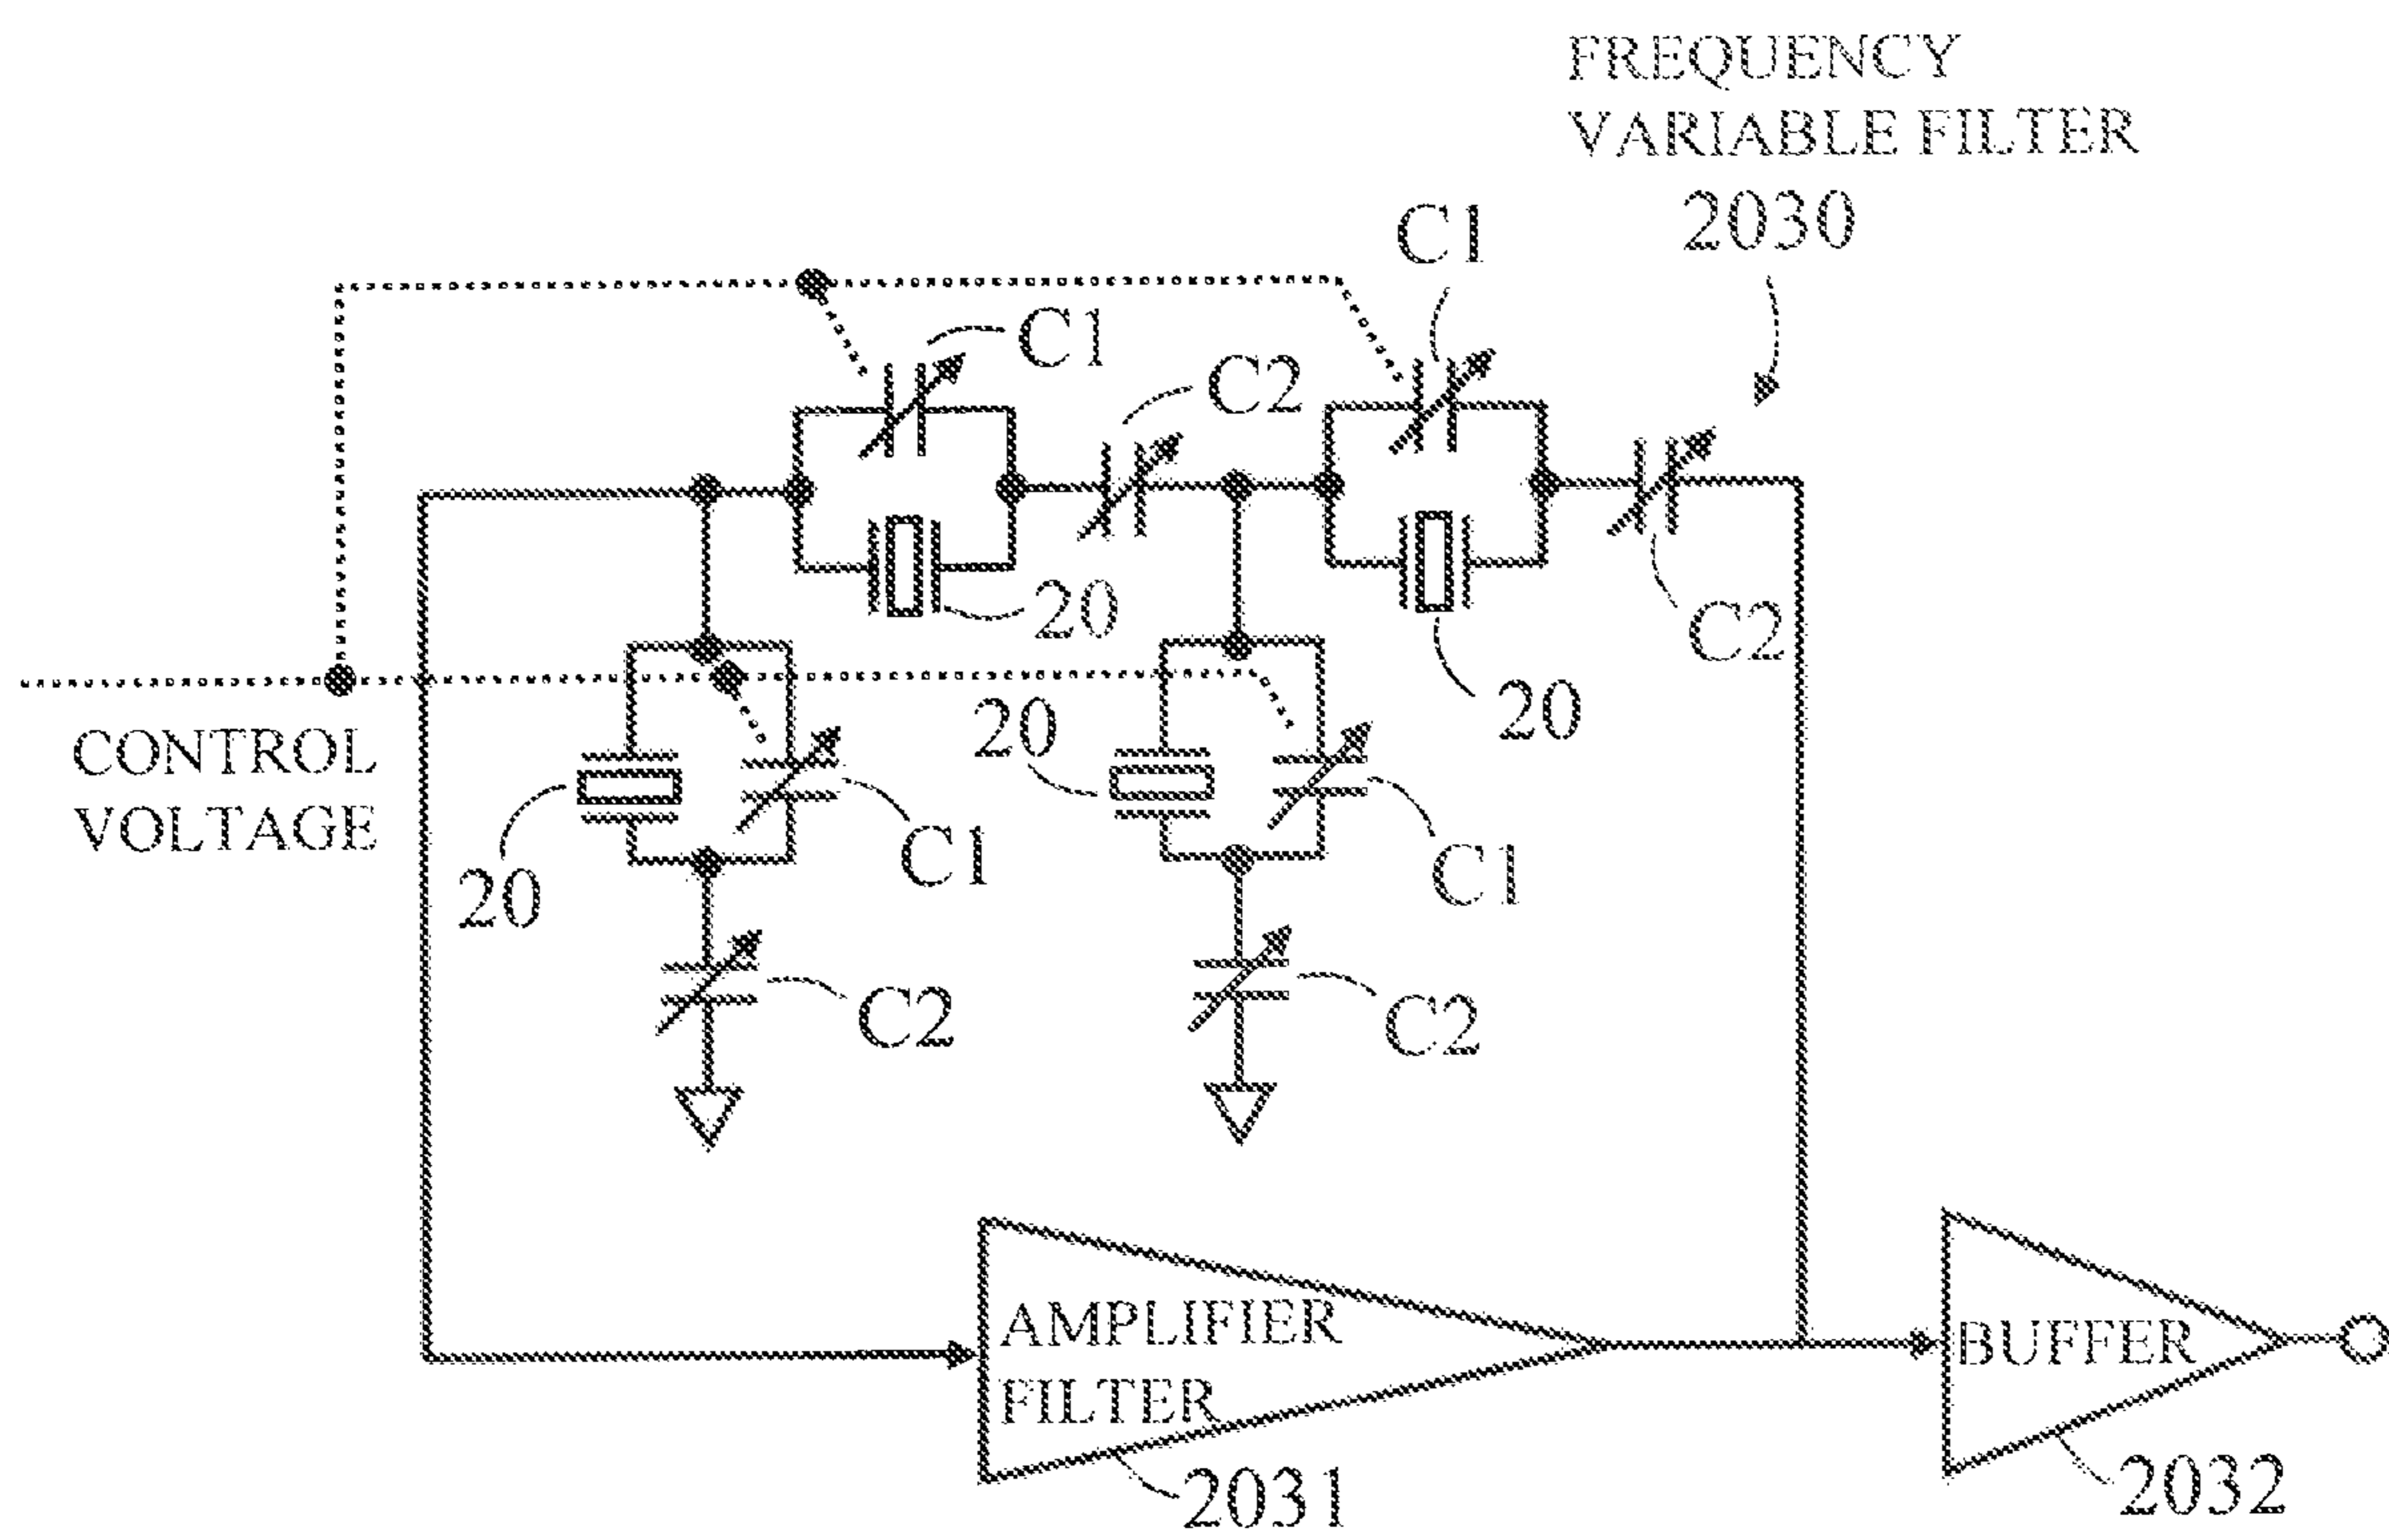 FREQUENCY
VARIABLE FILTER
2030
C1
C1
C2
20
C2
20
20
CONTROL
VOLTAGE
20
C1
C1
C2
C2
AMPLIFIER
FILTER
BUFFER
2031
2032